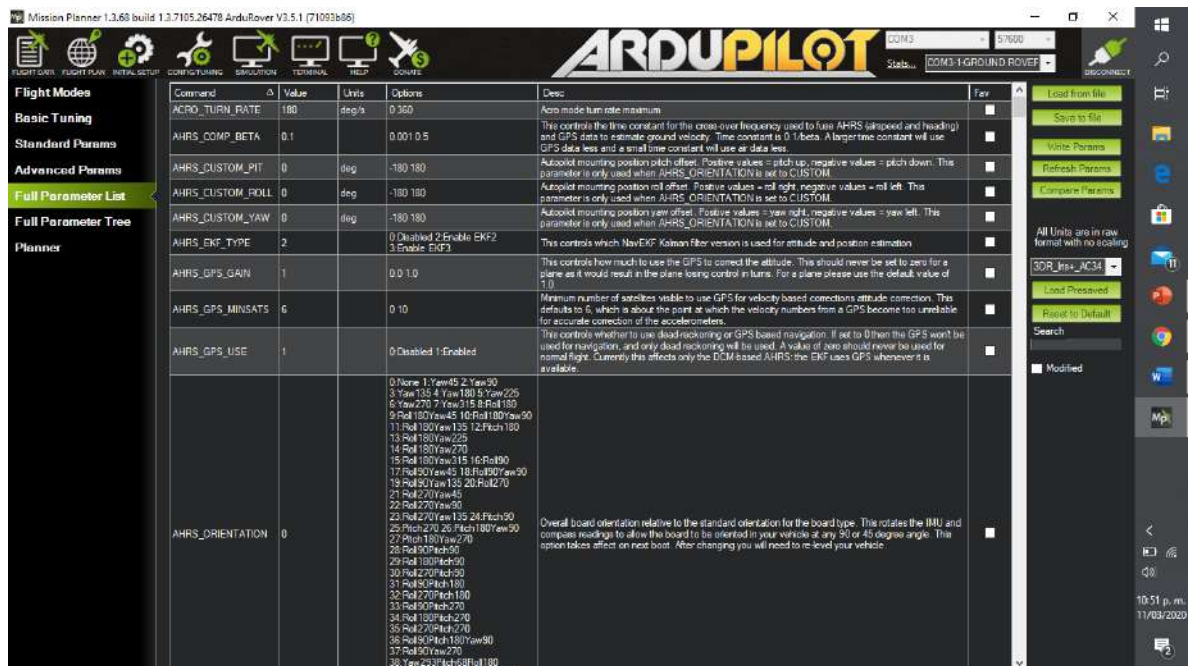 Mission Planner 1.3.68 build 1.3.7105.26478 ArduRover V3.5.1 (71093b86)
FLIGHT DATA FLIGHT PLAN INITIAL SETUP CONFIG/TUNING SIMULATION TERMINAL HELP DONATE
ARDUPILOT
COM3 57600
Stats... COM3-1-GROUND ROVER
DISCONNECT
Flight Modes
Basic Tuning
Standard Params
Advanced Params
Full Parameter List
Full Parameter Tree
Planner
Command Value Units Options Desc Fav
ACRO_TURN_RATE 180 deg/s 0 360 Acro mode turn rate maximum
AHRS_COMP_BETA 0.1 0.001 0.5
This controls the time constant for the cross-over frequency used to fuse AHRS (airspeed and heading)
and GPS data to estimate ground velocity. Time constant is 0.1/beta. A larger time constant will use
GPS data less and a small time constant will use air data less.
AHRS_CUSTOM_PIT 0 deg -180 180
Autopilot mounting position pitch offset. Positive values = pitch up, negative values = pitch down. This
parameter is only used when AHRS_ORIENTATION is set to CUSTOM.
AHRS_CUSTOM_ROLL 0 deg -180 180
Autopilot mounting position roll offset. Positive values = roll right, negative values = roll left. This
parameter is only used when AHRS_ORIENTATION is set to CUSTOM.
AHRS_CUSTOM_YAW 0 deg -180 180
Autopilot mounting position yaw offset. Positive values = yaw right, negative values = yaw left. This
parameter is only used when AHRS_ORIENTATION is set to CUSTOM.
AHRS_EKF_TYPE 2
0:Disabled 2:Enable EKF2
3:Enable EKF3
This controls which NavEKF Kalman filter version is used for attitude and position estimation
AHRS_GPS_GAIN 1 0.0 1.0
This controls how much to use the GPS to correct the attitude. This should never be set to zero for a
plane as it would result in the plane losing control in turns. For a plane please use the default value of
1.0.
AHRS_GPS_MINSATS 6 0 10
Minimum number of satellites visible to use GPS for velocity based corrections attitude correction. This
defaults to 6, which is about the point at which the velocity numbers from a GPS become too unreliable
for accurate correction of the accelerometers.
AHRS_GPS_USE 1 0:Disabled 1:Enabled
This controls whether to use dead-reckoning or GPS based navigation. If set to 0 then the GPS won't be
used for navigation, and only dead reckoning will be used. A value of zero should never be used for
normal flight. Currently this affects only the DCM-based AHRS: the EKF uses GPS whenever it is
available.
AHRS_ORIENTATION 0
0:None 1:Yaw45 2:Yaw90
3:Yaw135 4:Yaw180 5:Yaw225
6:Yaw270 7:Yaw315 8:Roll180
9:Roll180Yaw45 10:Roll180Yaw90
11:Roll180Yaw135 12:Pitch180
13:Roll180Yaw225
14:Roll180Yaw270
15:Roll180Yaw315 16:Roll90
17:Roll90Yaw45 18:Roll90Yaw90
19:Roll90Yaw135 20:Roll270
21:Roll270Yaw45
22:Roll270Yaw90
23:Roll270Yaw135 24:Pitch90
25:Pitch270 26:Pitch180Yaw90
27:Pitch180Yaw270
28:Roll90Pitch90
29:Roll180Pitch90
30:Roll270Pitch90
31:Roll90Pitch180
32:Roll270Pitch180
33:Roll90Pitch270
34:Roll180Pitch270
35:Roll270Pitch270
36:Roll90Pitch180Yaw90
37:Roll90Yaw270
38:Yaw293Pitch68Roll180
Overall board orientation relative to the standard orientation for the board type. This rotates the IMU and
compass readings to allow the board to be oriented in your vehicle at any 90 or 45 degree angle. This
option takes affect on next boot. After changing you will need to re-level your vehicle.
Load from file
Save to file
Write Params
Refresh Params
Compare Params
All Units are in raw
format with no scaling
3DR_Iris+_AC34
Load Presaved
Reset to Default
Search
Modified
10:51 p. m.
11/03/2020
2